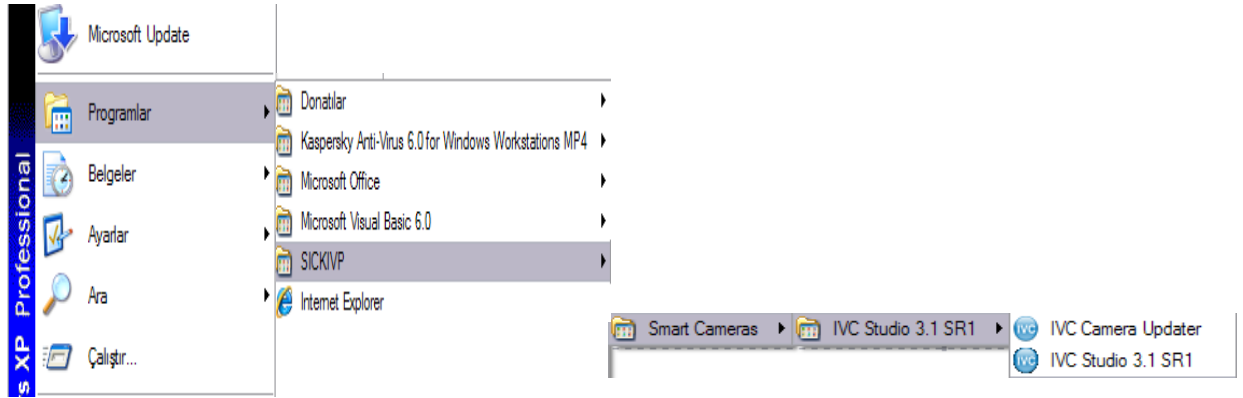 Microsoft Update
Programlar
Belgeler
Ayarlar
Ara
Çalıştır...
Donatılar
Kaspersky Anti-Virus 6.0 for Windows Workstations MP4
Microsoft Office
Microsoft Visual Basic 6.0
SICKIVP
Internet Explorer
Smart Cameras
IVC Studio 3.1 SR1
IVC Camera Updater
IVC Studio 3.1 SR1
s XP Professional